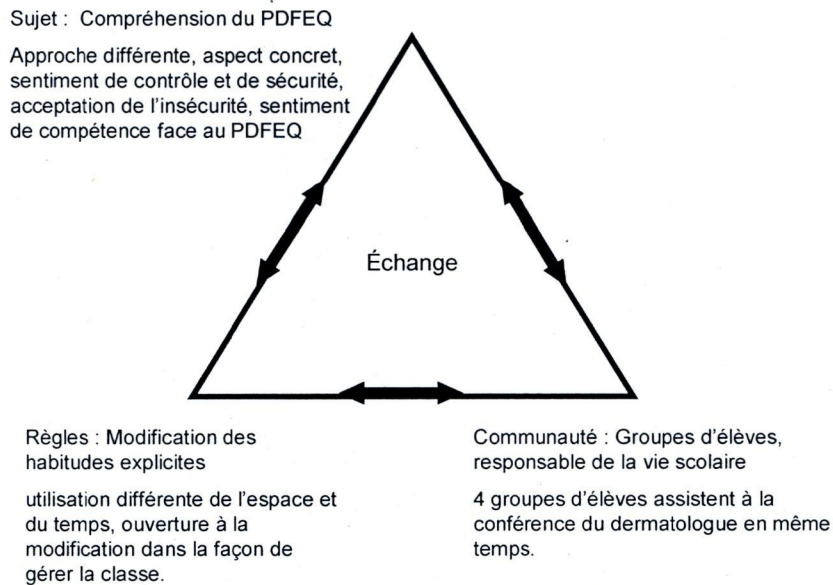 Sujet : Compréhension du PDFEQ
Approche différente, aspect concret,
sentiment de contrôle et de sécurité,
acceptation de l'insécurité, sentiment
de compétence face au PDFEQ
Échange
Règles : Modification des
habitudes explicites
utilisation différente de l'espace et
du temps, ouverture à la
modification dans la façon de
gérer la classe.
Communauté : Groupes d'élèves,
responsable de la vie scolaire
4 groupes d'élèves assistent à la
conférence du dermatologue en même
temps.